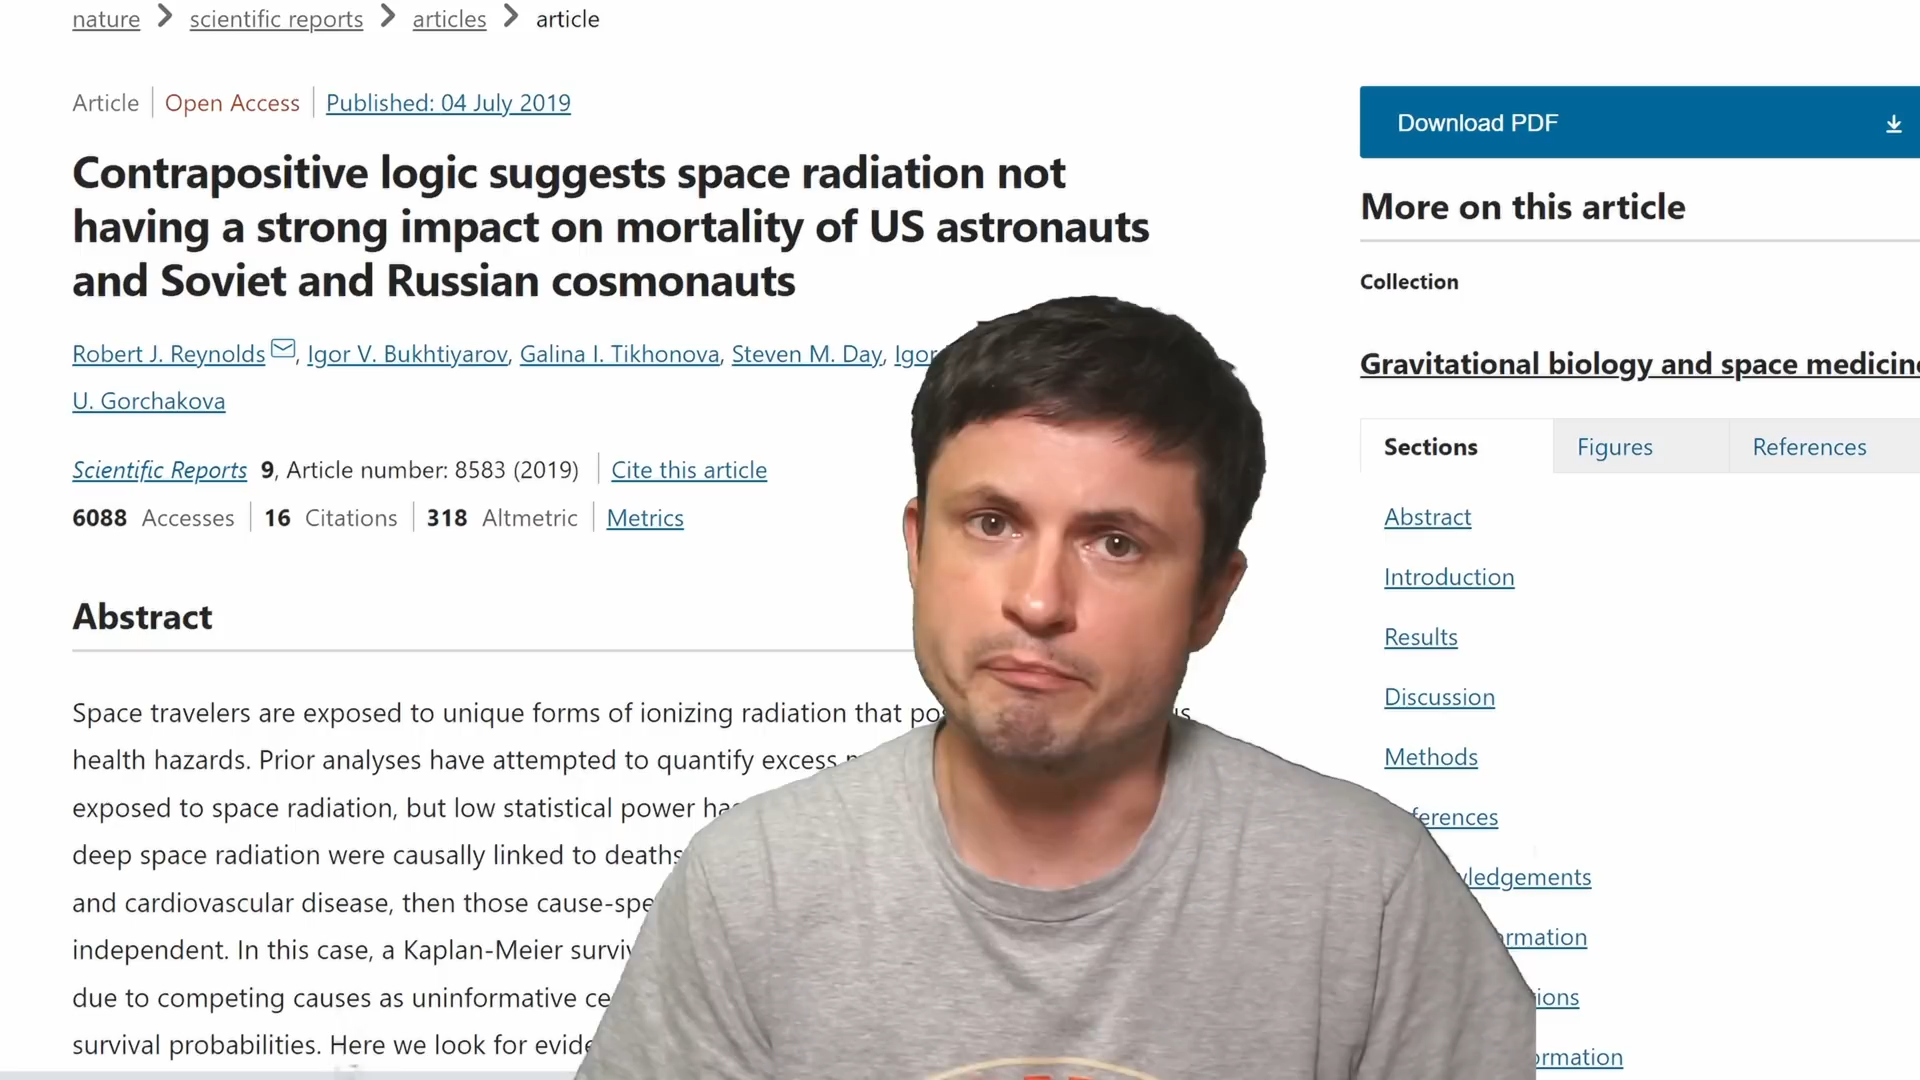 nature > scientific reports > articles > article
Article | Open Access | Published: 04 July 2019
Contrapositive logic suggests space radiation not
having a strong impact on mortality of US astronauts
and Soviet and Russian cosmonauts
Robert J. Reynolds, Igor V. Bukhtiyarov, Galina I. Tikhonova, Steven M. Day, Igor
U. Gorchakova
Scientific Reports 9, Article number: 8583 (2019) | Cite this article
6088 Accesses | 16 Citations | 318 Altmetric | Metrics
Abstract
Space travelers are exposed to unique forms of ionizing radiation that
health hazards. Prior analyses have attempted to quantify excess
exposed to space radiation, but low statistical power
deep space radiation were causally linked to deaths
and cardiovascular disease, then those
independent. In this case, a Kaplan-Meier
due to competing causes as uninformative
survival probabilities. Here we look for
Download PDF
More on this article
Collection
Gravitational biology and space medicine
Sections
Figures
References
Abstract
Introduction
Results
Discussion
Methods